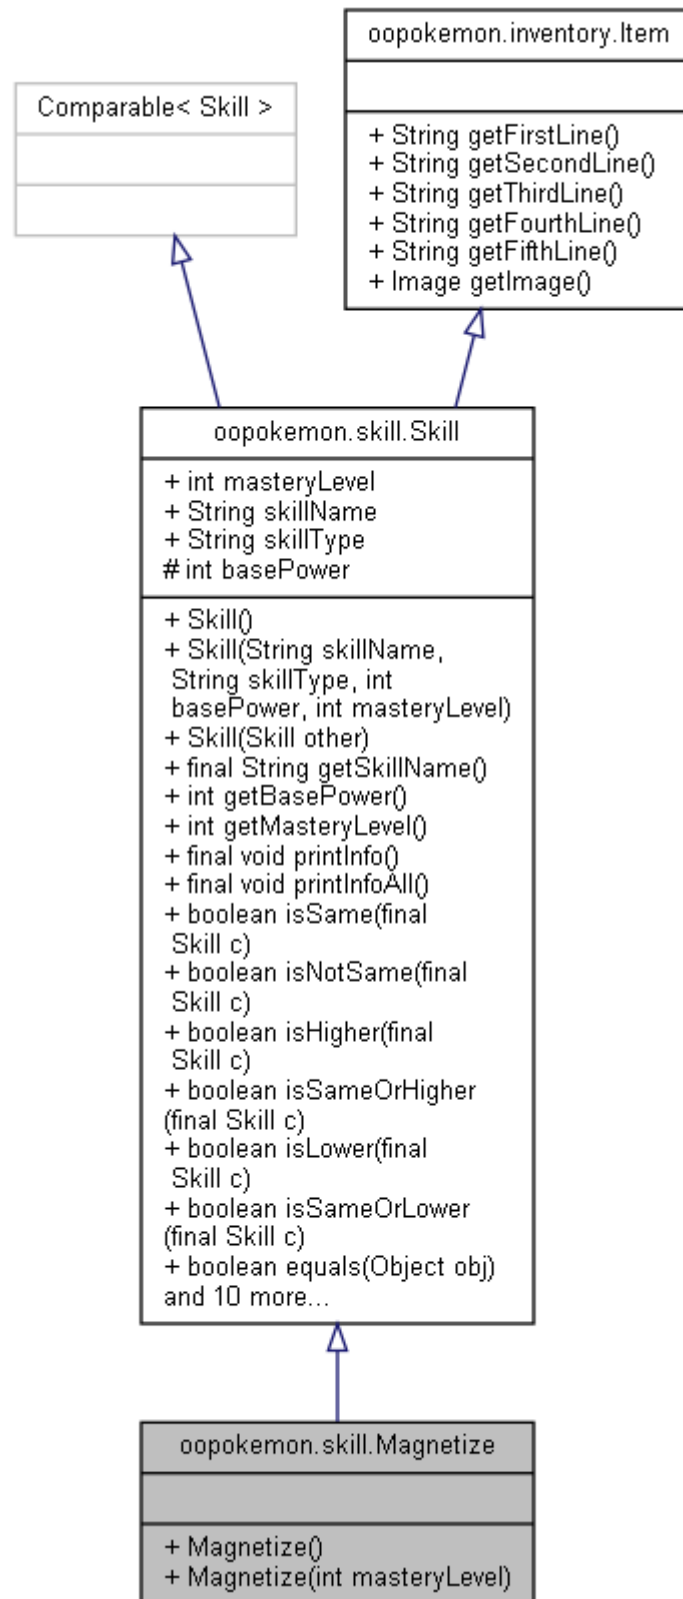 oopokemon.inventory.Item
+ String getFirstLine()
+ String getSecondLine()
+ String getThirdLine()
+ String getFourthLine()
+ String getFifthLine()
+ Image getImage()
Comparable< Skill >
oopokemon.skill.Skill
+ int masteryLevel
+ String skillName
+ String skillType
# int basePower
+ Skill()
+ Skill(String skillName,
String skillType, int
basePower, int masteryLevel)
+ Skill(Skill other)
+ final String getSkillName()
+ int getBasePower()
+ int getMasteryLevel()
+ final void printInfo()
+ final void printInfoAll()
+ boolean isSame(final
Skill c)
+ boolean isNotSame(final
Skill c)
+ boolean isHigher(final
Skill c)
+ boolean isSameOrHigher
(final Skill c)
+ boolean isLower(final
Skill c)
+ boolean isSameOrLower
(final Skill c)
+ boolean equals(Object obj)
and 10 more...
oopokemon.skill.Magnetize
+ Magnetize()
+ Magnetize(int masteryLevel)